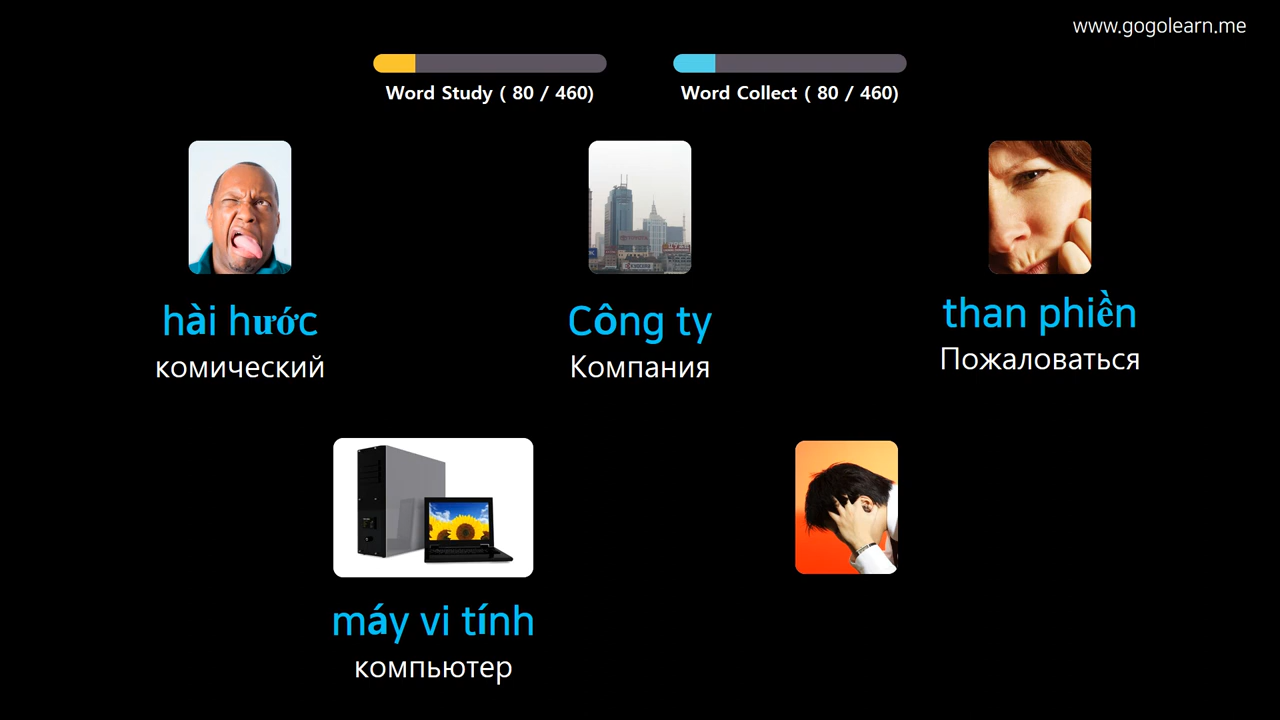 www.gogolearn.me
Word Study ( 80 / 460)
Word Collect ( 80 / 460)
hài hước
комический
Công ty
Компания
than phiền
Пожаловаться
máy vi tính
компьютер